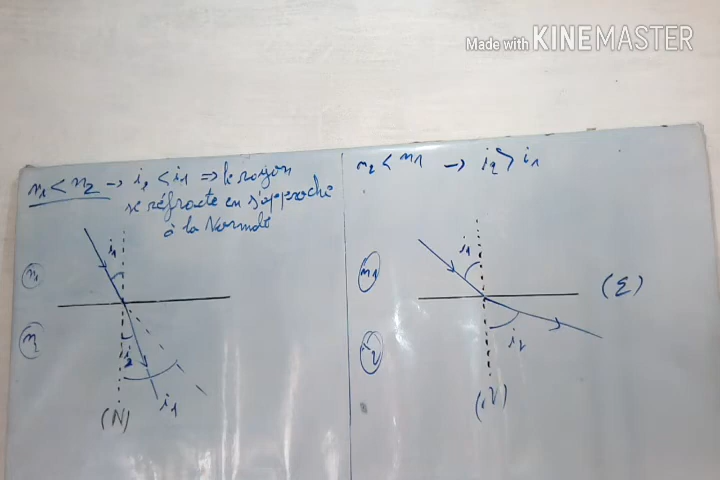 Made with KINEMASTER
n1 < n2 → i2 < i1 ⇒ le rayon
se réfracte en s'approche
à la Normale
i1
n1
n2
i2
i1
(N)
n2 < n1 → i2 > i1
i1
n1
(Σ)
n2
i2
(N)